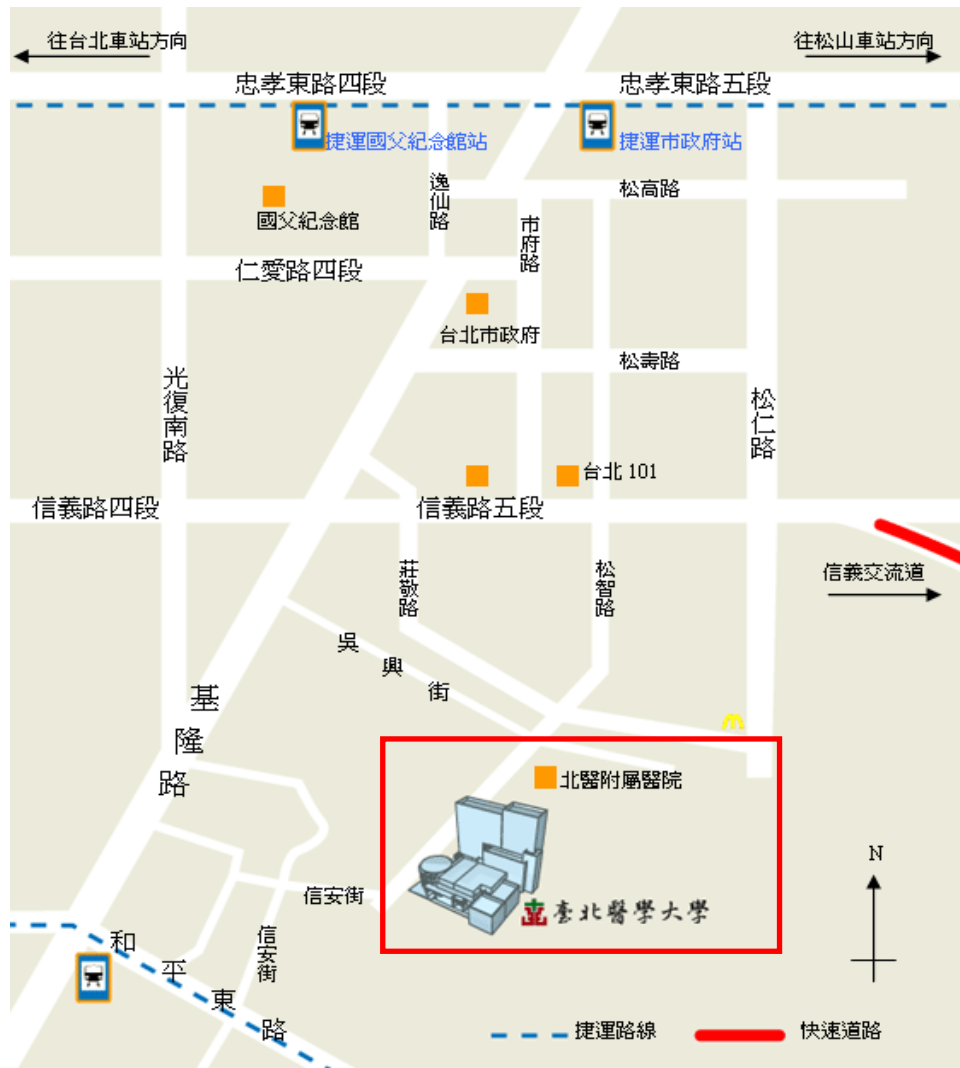 往台北車站方向
往松山車站方向
忠孝東路四段
忠孝東路五段
捷運國父紀念館站
捷運市政府站
逸仙路
松高路
國父紀念館
市府路
仁愛路四段
台北市政府
松壽路
光復南路
松仁路
台北 101
信義路四段
信義路五段
莊敬路
松智路
信義交流道
吳興街
基隆路
北醫附屬醫院
N
信安街
臺北醫學大學
信安街
和平東路
捷運路線
快速道路